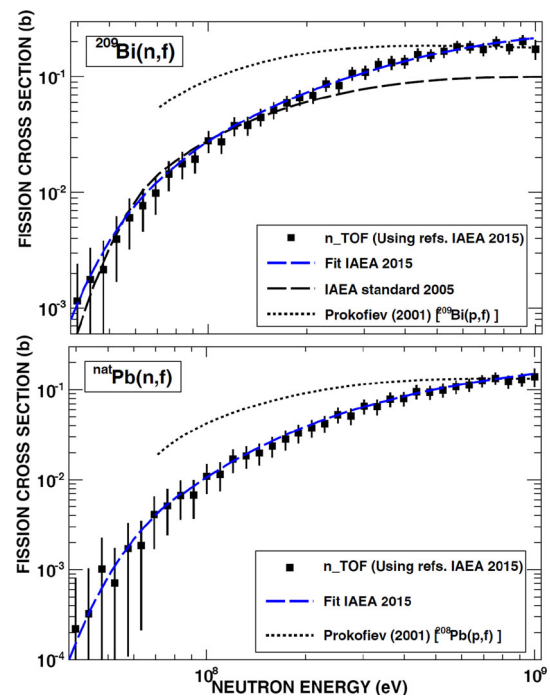 FISSION CROSS SECTION (b)
²⁰⁹Bi(n,f)
10⁻¹
10⁻²
10⁻³
n_TOF (Using refs. IAEA 2015)
Fit IAEA 2015
IAEA standard 2005
Prokofiev (2001) [²⁰⁹Bi(p,f) ]
FISSION CROSS SECTION (b)
ⁿᵃᵗPb(n,f)
10⁻¹
10⁻²
10⁻³
10⁻⁴
n_TOF (Using refs. IAEA 2015)
Fit IAEA 2015
Prokofiev (2001) [²⁰⁸Pb(p,f) ]
10⁸
10⁹
NEUTRON ENERGY (eV)